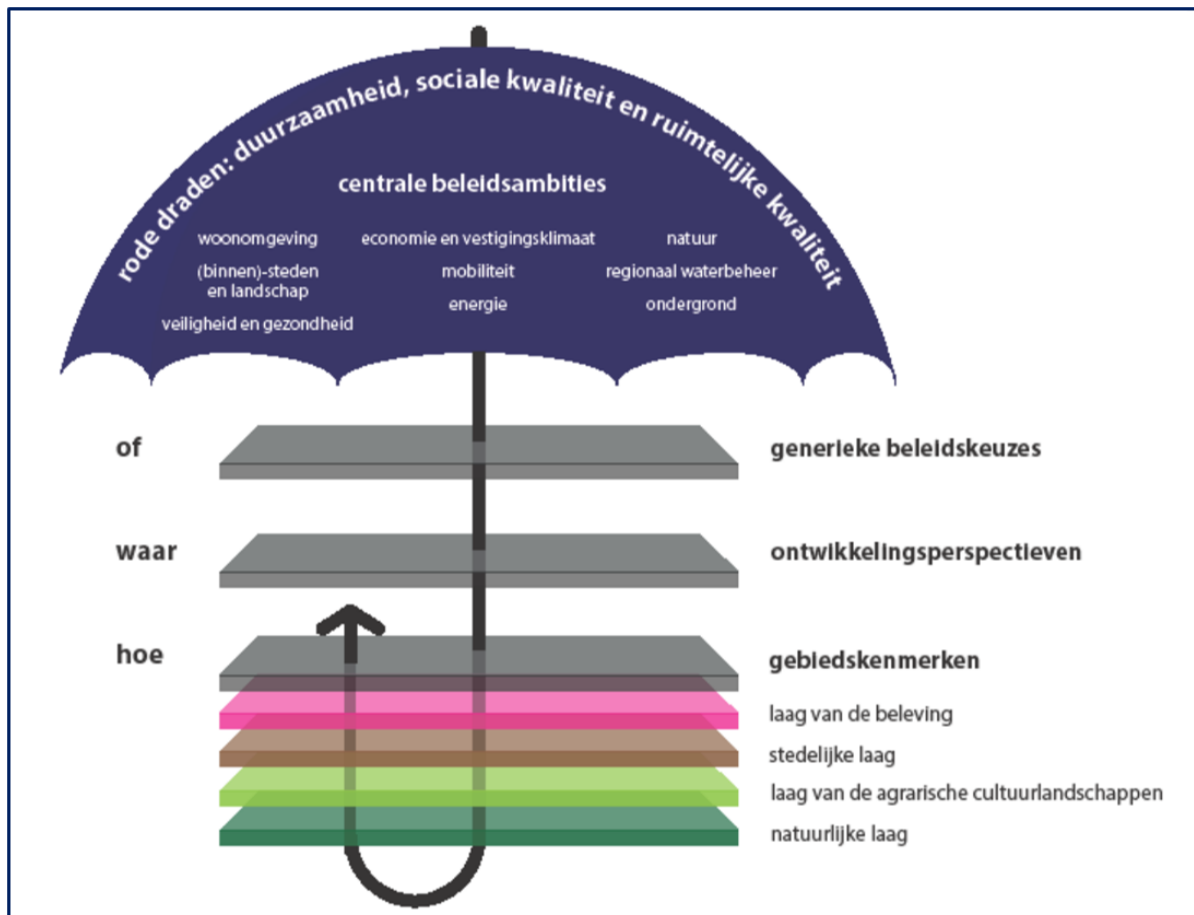 rode draden: duurzaamheid, sociale kwaliteit en ruimtelijke kwaliteit
centrale beleidsambities
woonomgeving
(binnen)-steden
en landschap
veiligheid en gezondheid
economie en vestigingsklimaat
mobiliteit
energie
natuur
regionaal waterbeheer
ondergrond
of
generieke beleidskeuzes
waar
ontwikkelingsperspectieven
hoe
gebiedskenmerken
laag van de beleving
stedelijke laag
laag van de agrarische cultuurlandschappen
natuurlijke laag